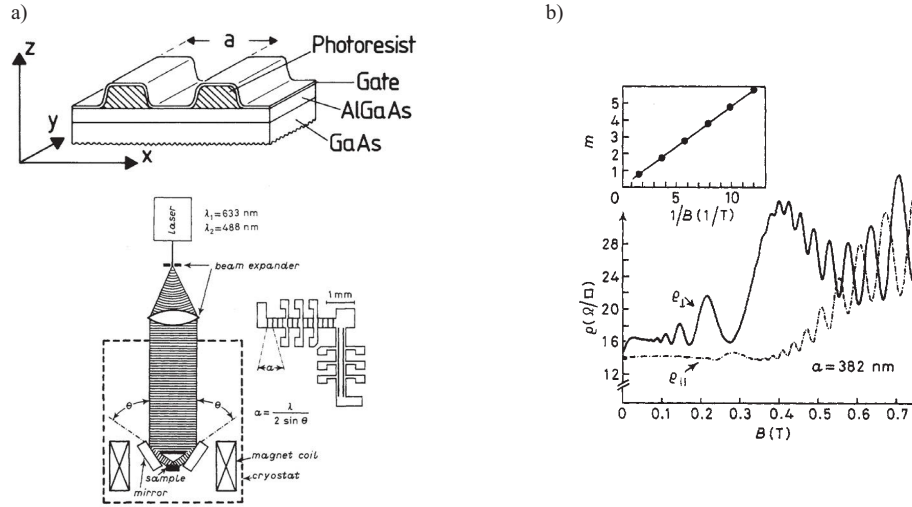 a)
z
a
Photoresist
Gate
AlGaAs
GaAs
y
x
laser
λ₁=633 nm
λ₂=488 nm
beam expander
1mm
a
θ
θ
a = λ / 2 sin θ
magnet coil
cryostat
sample
mirror
b)
m
5
4
3
2
1
0
5
10
1/B (1/T)
ρ(Ω/□)
28
24
20
16
12
ρ⊥
ρ||
a = 382 nm
0
0.1
0.2
0.3
0.4
0.5
0.6
0.7
B(T)